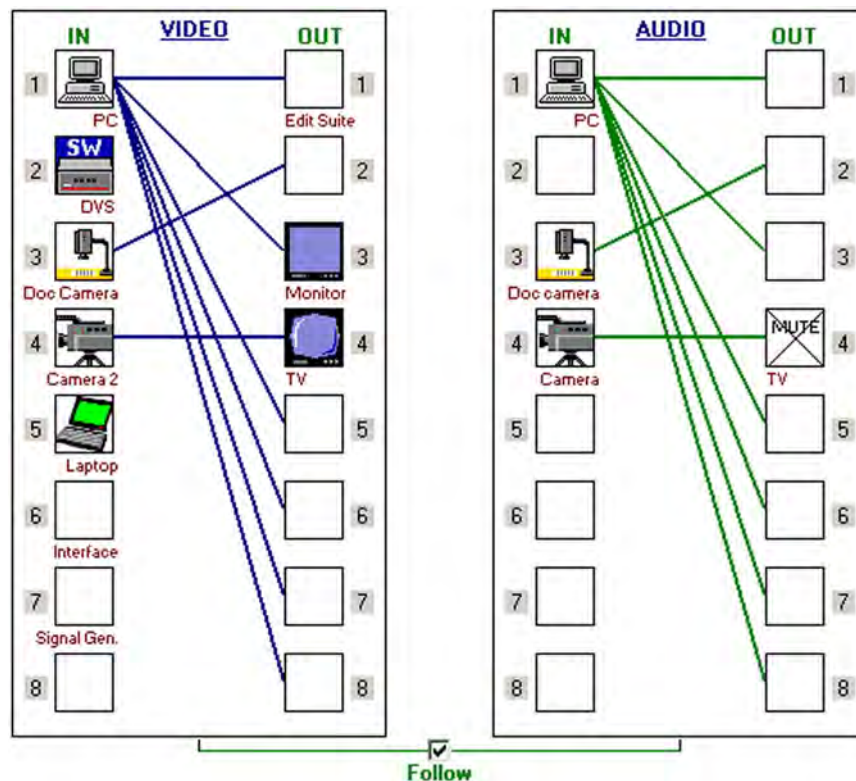 VIDEO
IN OUT
1 1
PC Edit Suite
SW
2 2
DVS
3 3
Doc Camera Monitor
4 4
Camera 2 TV
5 5
Laptop
6 6
Interface
7 7
Signal Gen.
8 8
AUDIO
IN OUT
1 1
PC
2 2
3 3
Doc camera
MUTE
4 4
Camera TV
5 5
6 6
7 7
8 8
Follow